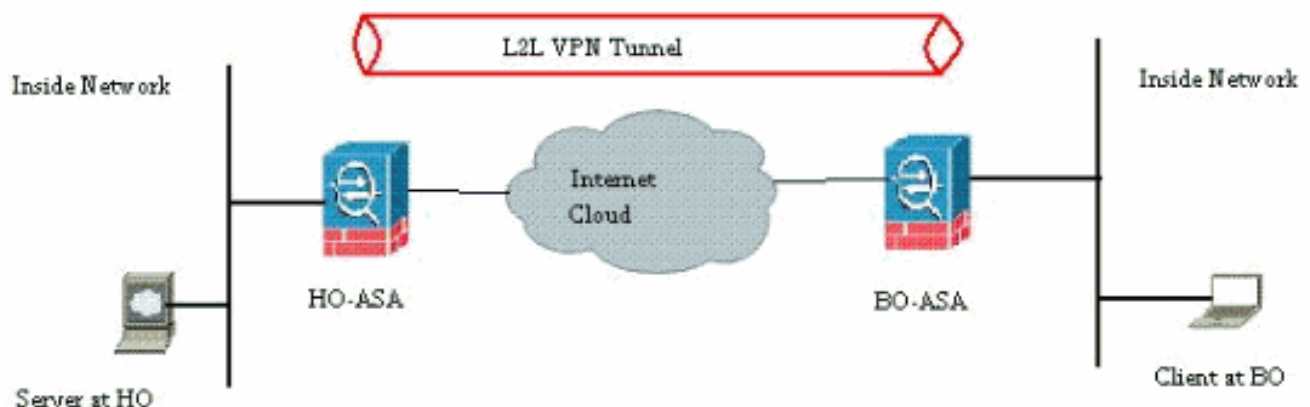 L2L VPN Tunnel
Inside Network
Inside Network
Internet
Cloud
HO-ASA
BO-ASA
Server at HO
Client at BO